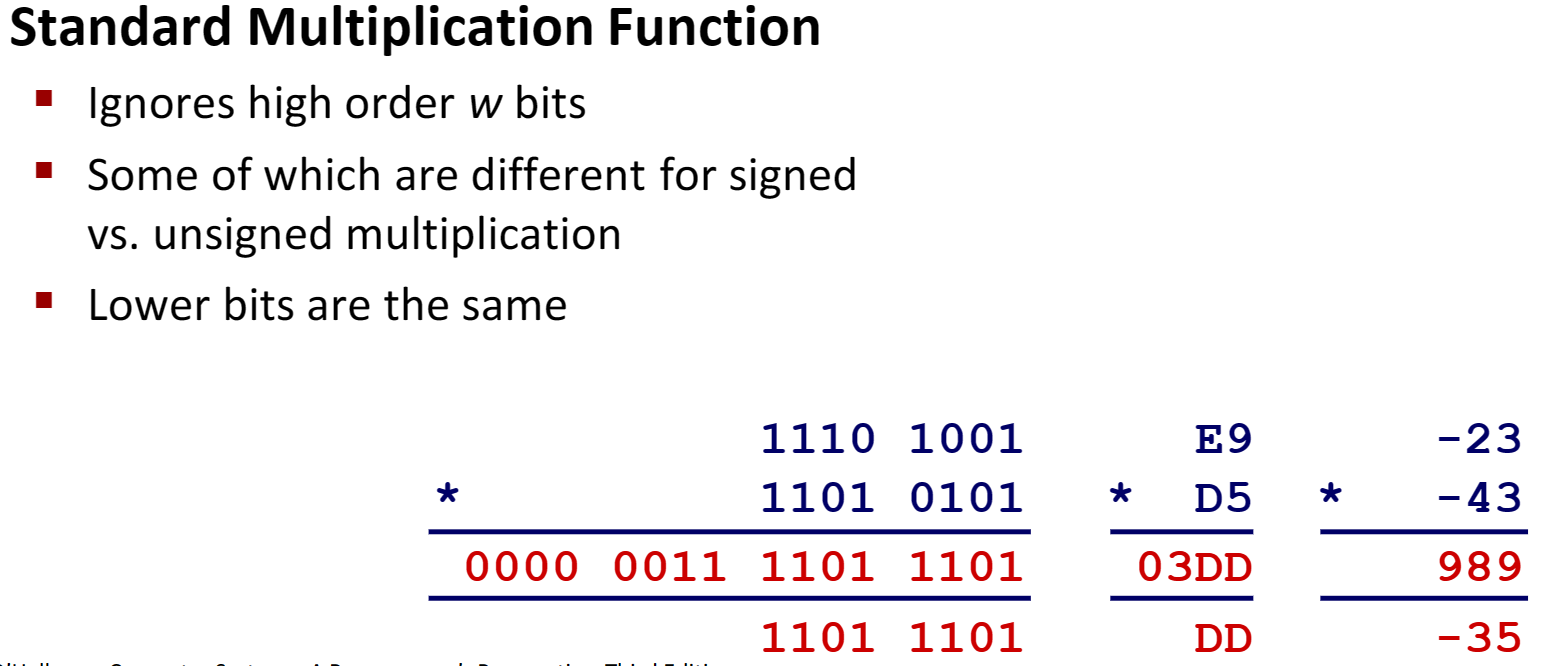 Standard Multiplication Function
▪ Ignores high order w bits
▪ Some of which are different for signed
vs. unsigned multiplication
▪ Lower bits are the same
1110 1001 E9 -23
* 1101 0101 * D5 * -43
0000 0011 1101 1101 03DD 989
1101 1101 DD -35